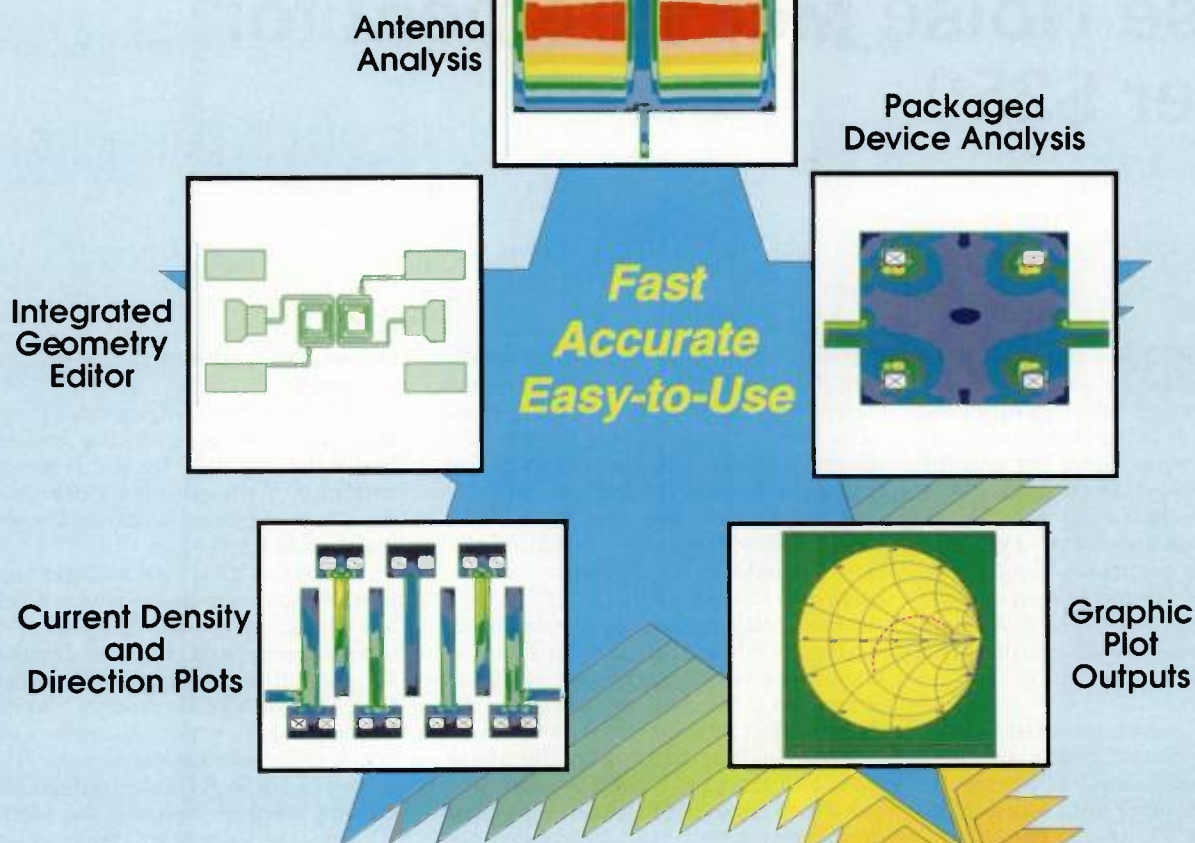 Antenna
Analysis
Packaged
Device Analysis
Integrated
Geometry
Editor
Fast
Accurate
Easy-to-Use
Current Density
and
Direction Plots
Graphic
Plot
Outputs